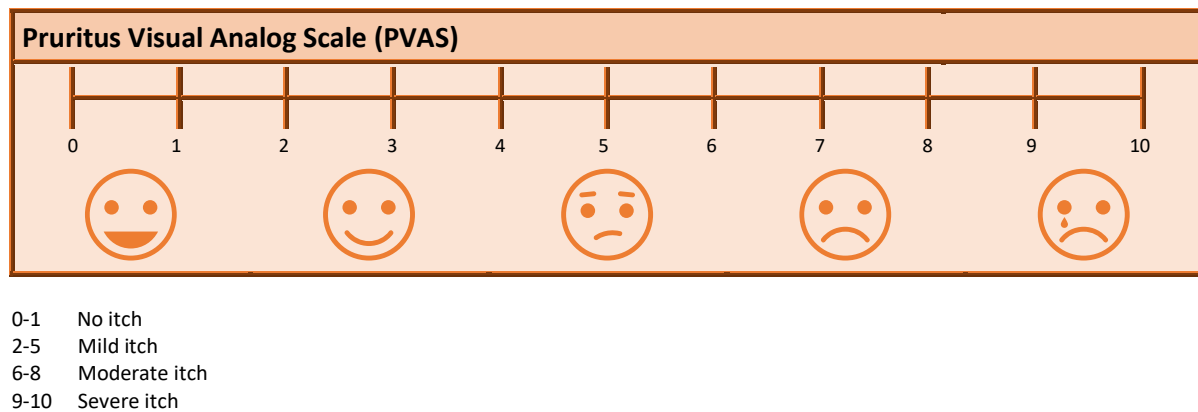 Pruritus Visual Analog Scale (PVAS)
0 1 2 3 4 5 6 7 8 9 10
0-1 No itch
2-5 Mild itch
6-8 Moderate itch
9-10 Severe itch